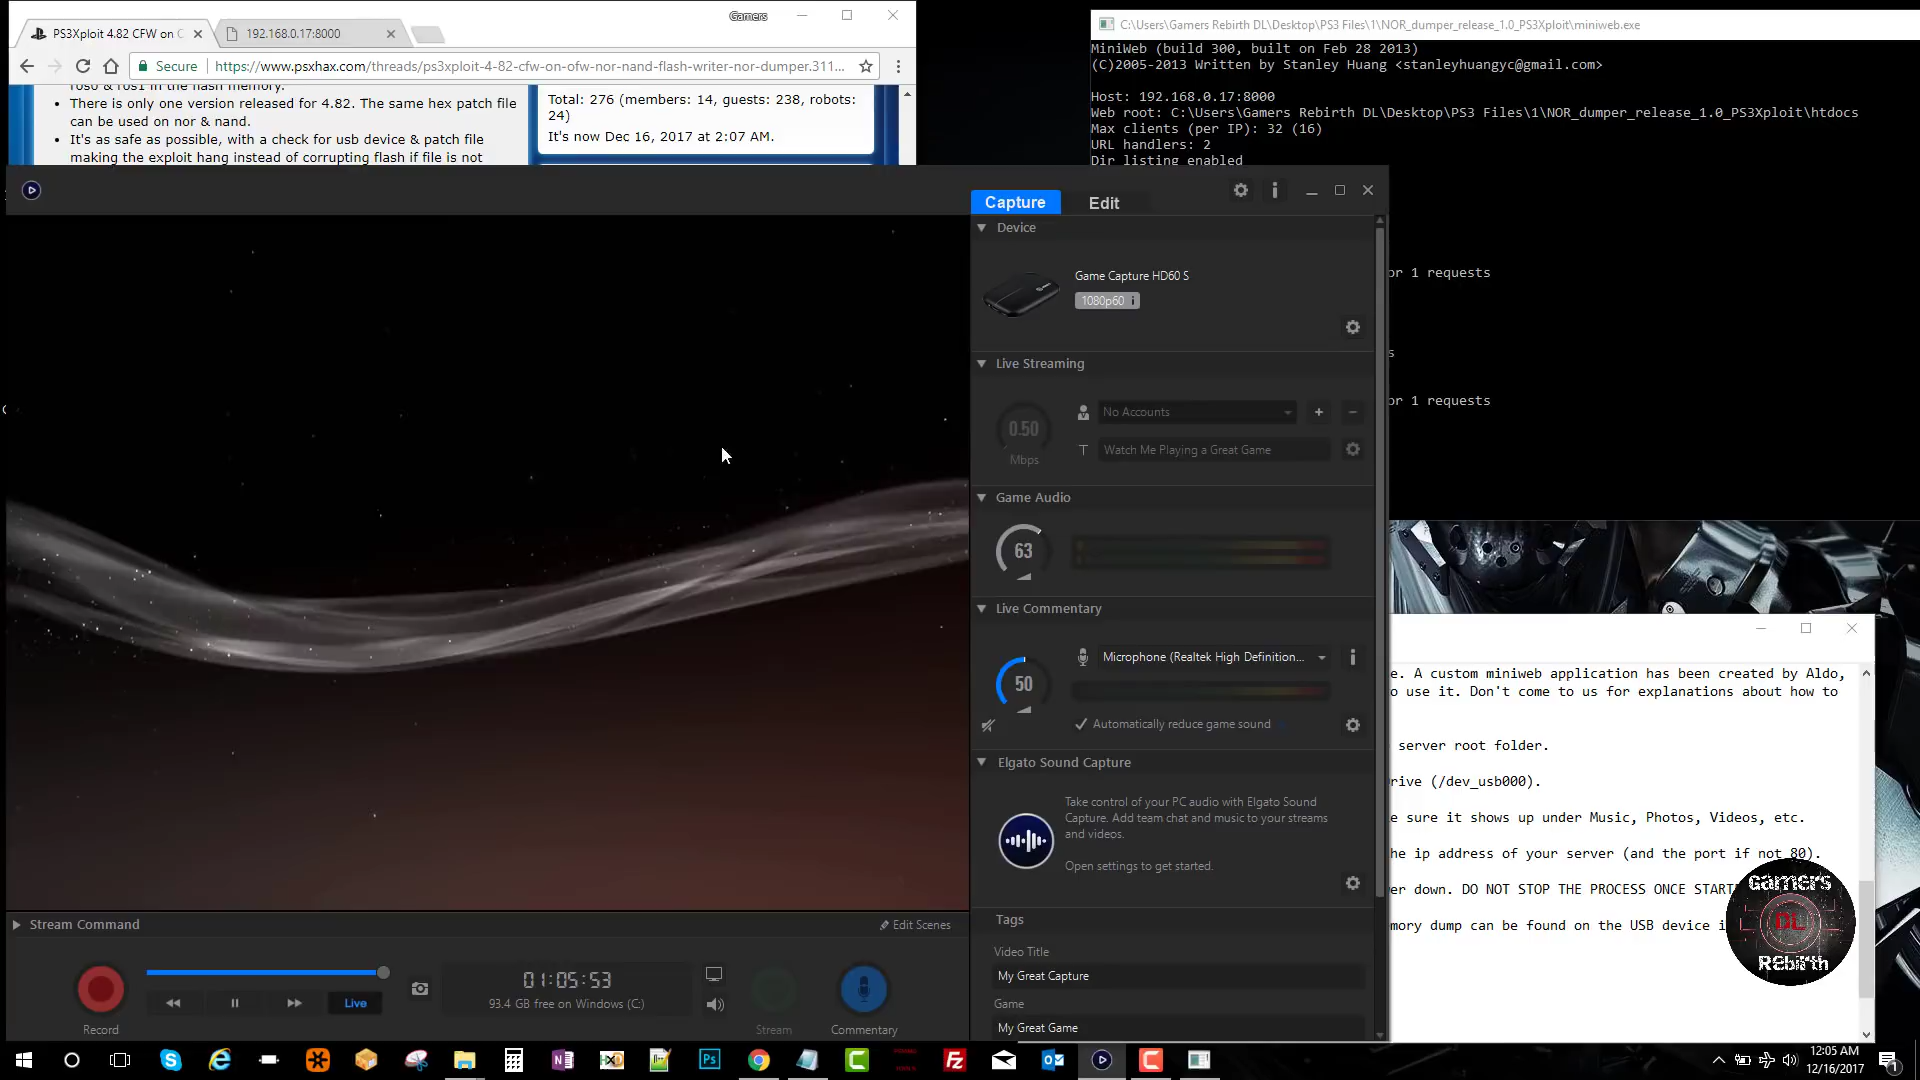 Gamers
PS3Xploit 4.82 CFW on C
192.168.0.17:8000
Secure
https://www.psxhax.com/threads/ps3xploit-4-82-cfw-on-ofw-nor-nand-flash-writer-nor-dumper.311...
ros0 & ros1 in the flash memory.
There is only one version released for 4.82. The same hex patch file
can be used on nor & nand.
It's as safe as possible, with a check for usb device & patch file
making the exploit hang instead of corrupting flash if file is not
Total: 276 (members: 14, guests: 238, robots:
24)
It's now Dec 16, 2017 at 2:07 AM.
C:\Users\Gamers Rebirth DL\Desktop\PS3 Files\1\NOR_dumper_release_1.0_PS3Xploit\miniweb.exe
MiniWeb (build 300, built on Feb 28 2013)
(C)2005-2013 Written by Stanley Huang <stanleyhuangyc@gmail.com>
Host: 192.168.0.17:8000
Web root: C:\Users\Gamers Rebirth DL\Desktop\PS3 Files\1\NOR_dumper_release_1.0_PS3Xploit\htdocs
Max clients (per IP): 32 (16)
URL handlers: 2
Dir listing enabled
or 1 requests
s
or 1 requests
Capture
Edit
Device
Game Capture HD60 S
1080p60 i
Live Streaming
0.50
Mbps
No Accounts
Watch Me Playing a Great Game
Game Audio
63
Live Commentary
50
Microphone (Realtek High Definition...
Automatically reduce game sound
Elgato Sound Capture
Take control of your PC audio with Elgato Sound
Capture. Add team chat and music to your streams
and videos.
Open settings to get started.
Tags
Video Title
My Great Capture
Game
My Great Game
Stream Command
Edit Scenes
Record
Live
01:05:53
93.4 GB free on Windows (C:)
Stream
Commentary
e. A custom miniweb application has been created by Aldo,
o use it. Don't come to us for explanations about how to
server root folder.
rive (/dev_usb000).
e sure it shows up under Music, Photos, Videos, etc.
he ip address of your server (and the port if not 80).
er down. DO NOT STOP THE PROCESS ONCE START
mory dump can be found on the USB device i
Gamers
DL
Rebirth
12:05 AM
12/16/2017